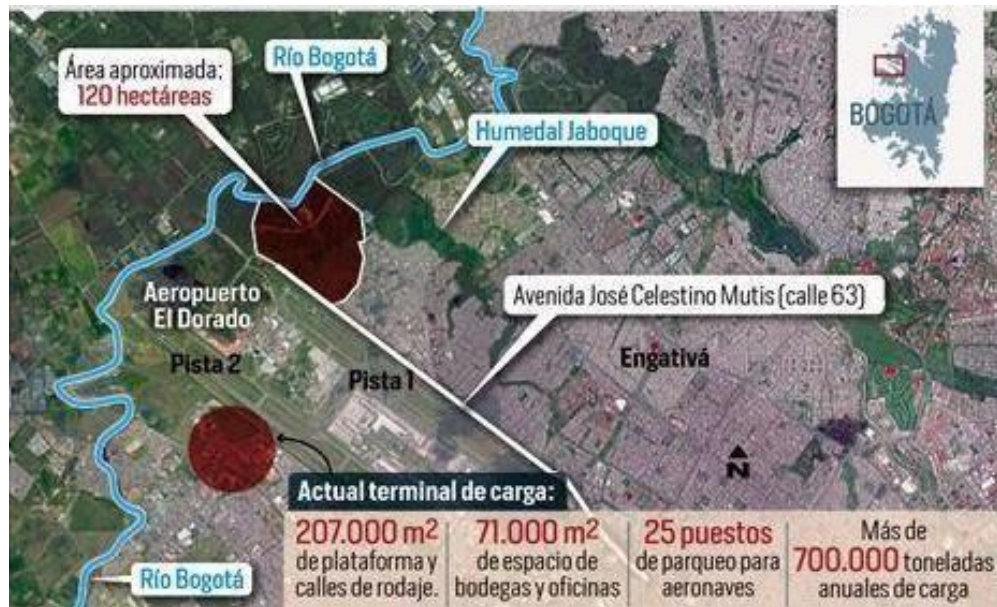 Área aproximada:
120 hectáreas
Río Bogotá
Humedal Jaboque
BOGOTÁ
Aeropuerto
El Dorado
Pista 2
Pista 1
Avenida José Celestino Mutis (calle 63)
Engativá
N
Actual terminal de carga:
207.000 m²
de plataforma y
calles de rodaje.
71.000 m²
de espacio de
bodegas y oficinas
25 puestos
de parqueo para
aeronaves
Más de
700.000 toneladas
anuales de carga
Río Bogotá